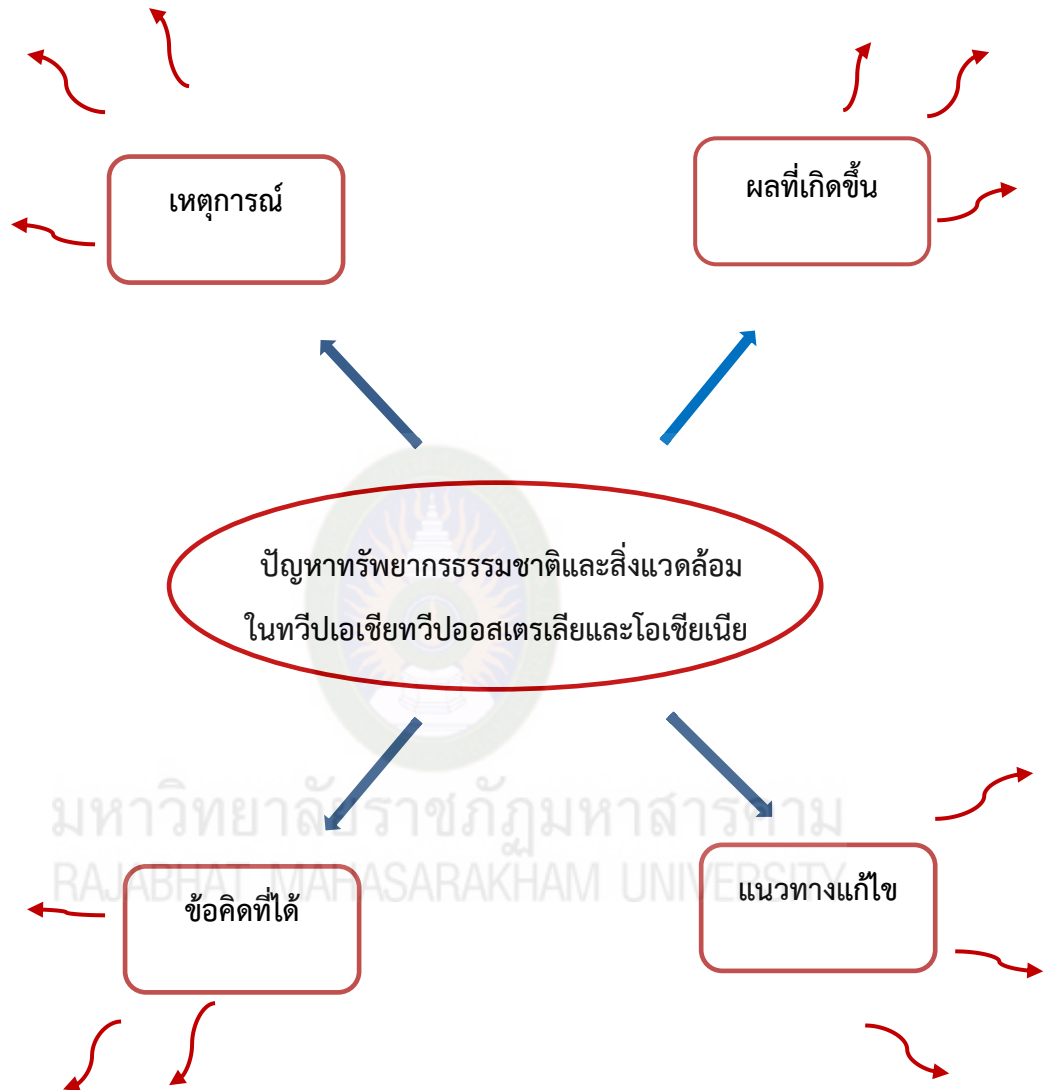 เหตุการณ์
ผลที่เกิดขึ้น
ปัญหาทรัพยากรธรรมชาติและสิ่งแวดล้อม
ในทวีปเอเชียทวีปออสเตรเลียและโอเชียเนีย
มหาวิทยาลัยราชภัฏมหาสารคาม
RAJABHAT MAHASARAKHAM UNIVERSITY
ข้อคิดที่ได้
แนวทางแก้ไข